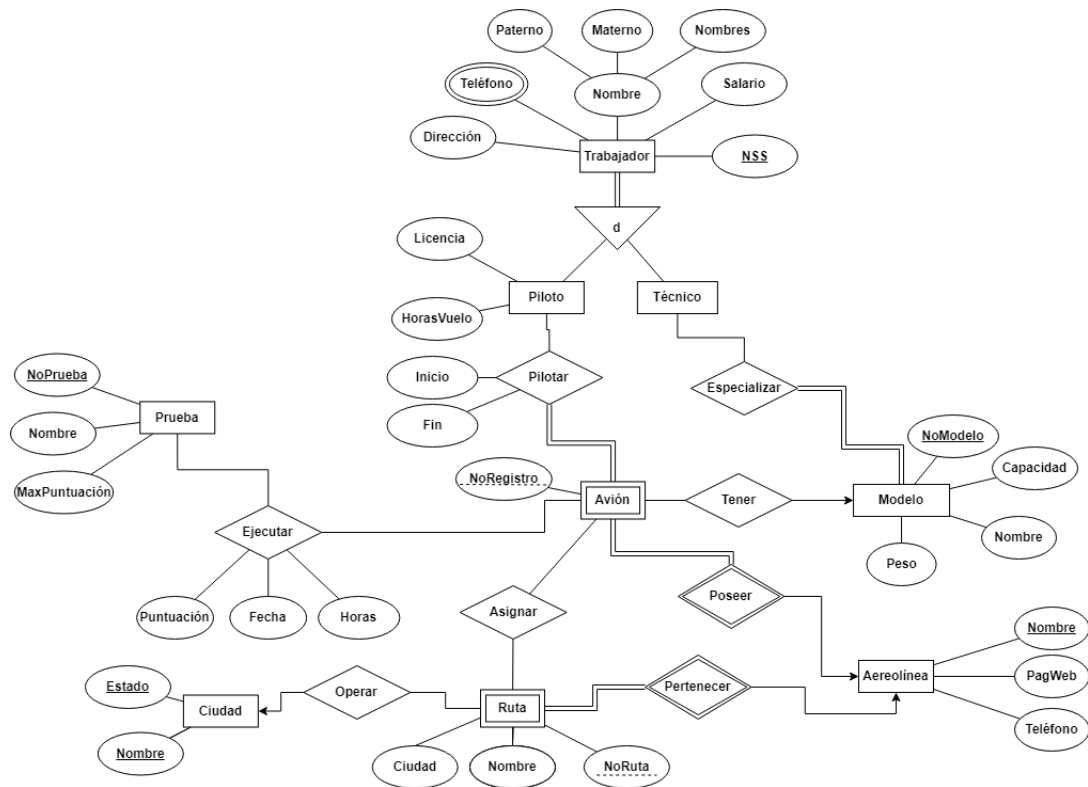 Paterno
Materno
Nombres
Teléfono
Nombre
Salario
Dirección
Trabajador
NSS
d
Licencia
Piloto
Técnico
HorasVuelo
Inicio
Pilotar
Especializar
NoPrueba
Prueba
Fin
Nombre
NoModelo
MaxPuntuación
NoRegistro
Avión
Tener
Modelo
Capacidad
Ejecutar
Nombre
Peso
Poseer
Puntuación
Fecha
Horas
Asignar
Nombre
Estado
Operar
Pertenecer
Aereolínea
PagWeb
Ciudad
Ruta
Teléfono
Nombre
Ciudad
Nombre
NoRuta